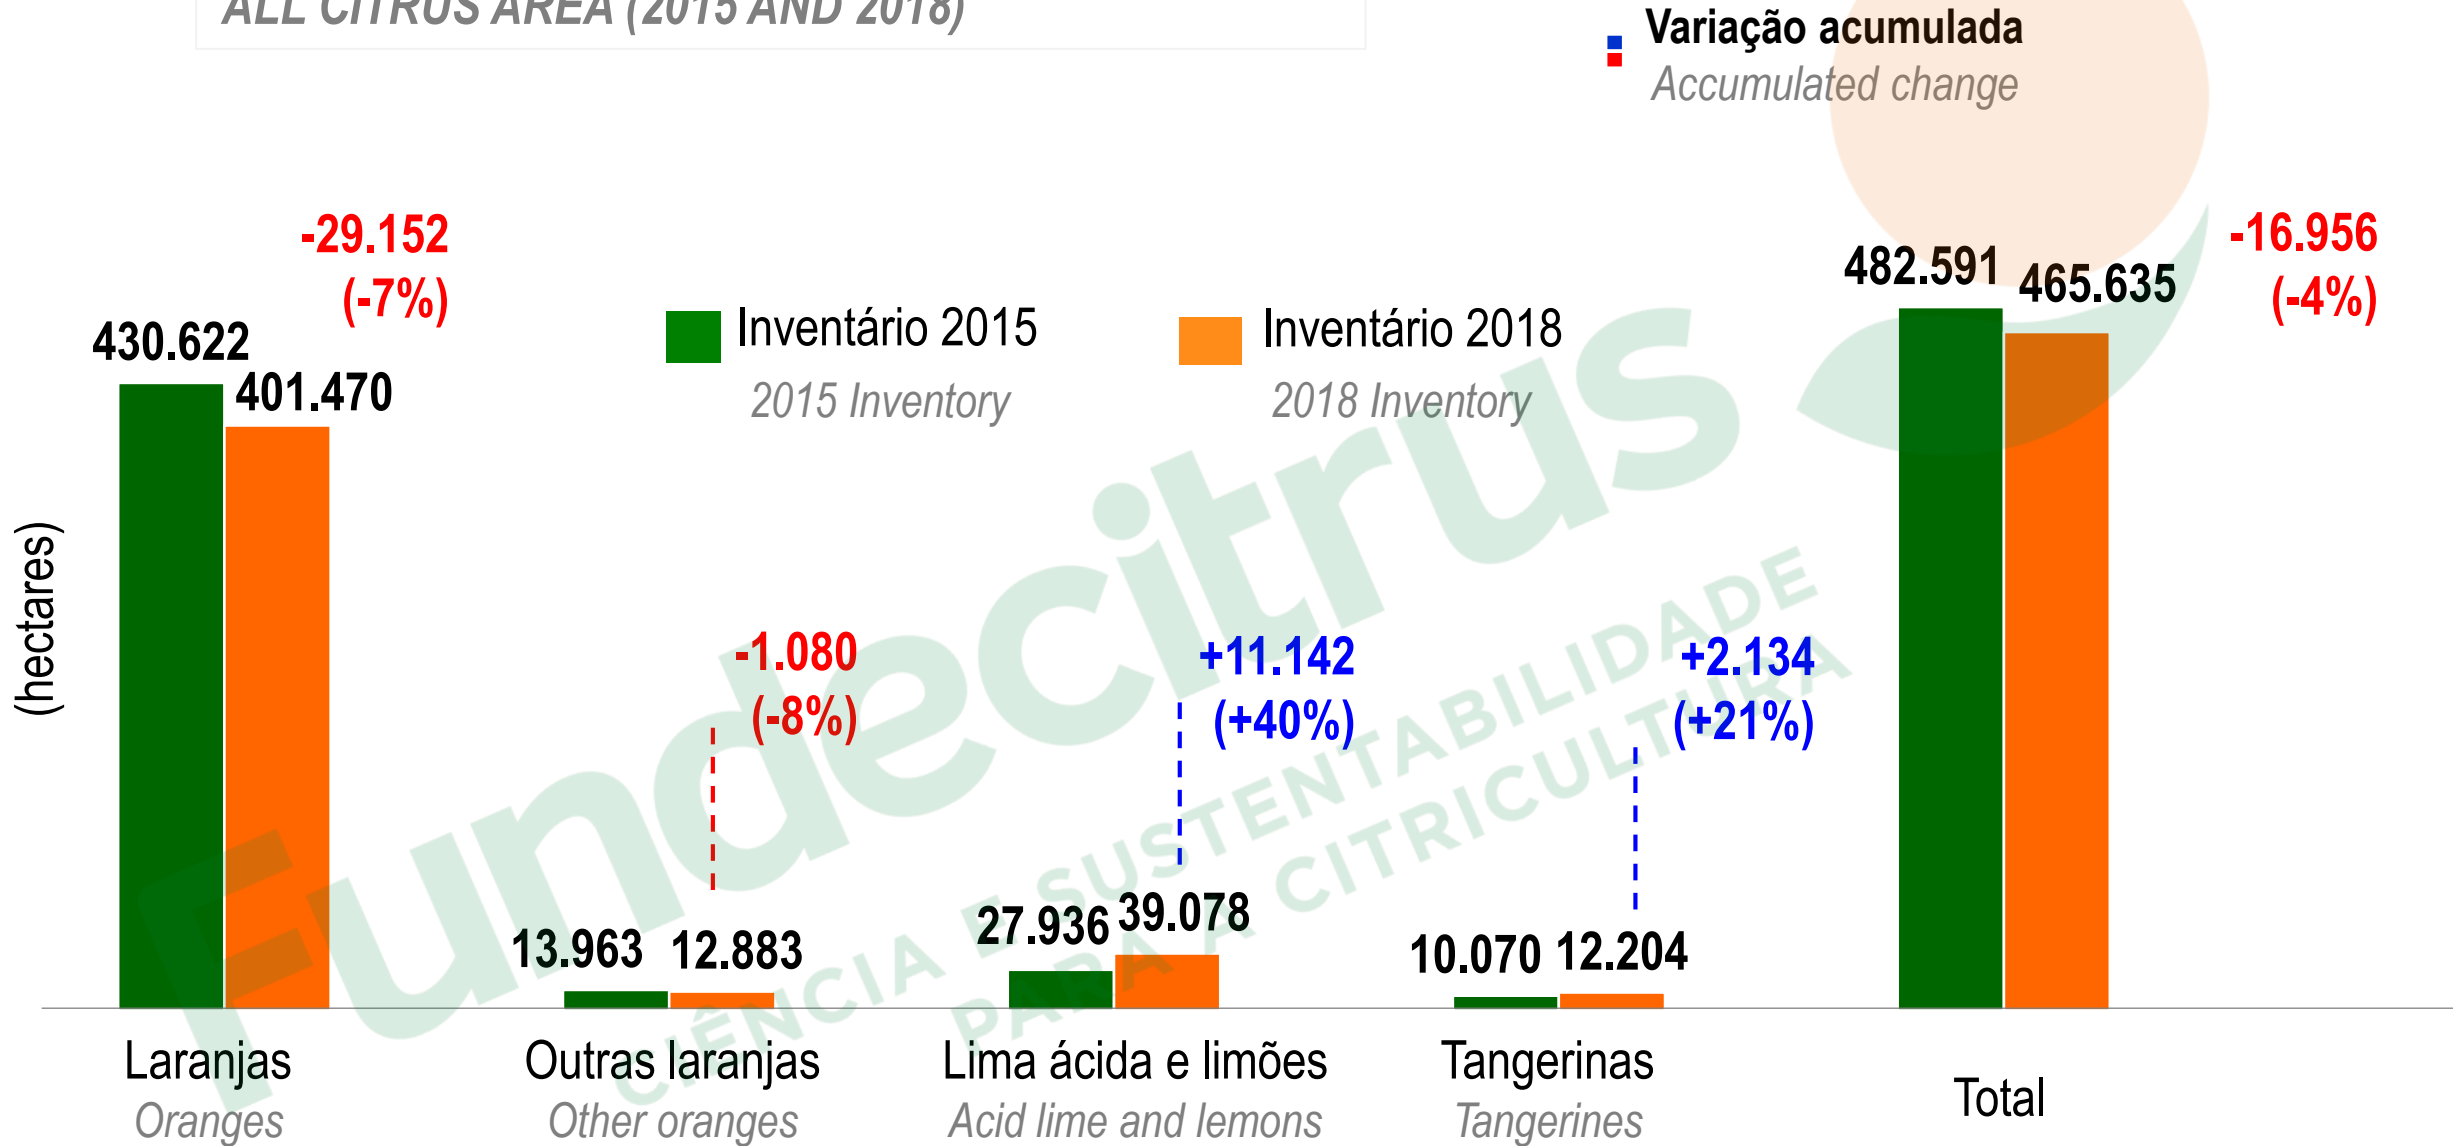 ALL CITRUS AREA (2015 AND 2018)
Variação acumulada
Accumulated change
-29.152
(-7%)
430.622
401.470
Inventário 2015
2015 Inventory
Inventário 2018
2018 Inventory
482.591
465.635
-16.956
(-4%)
(hectares)
-1.080
(-8%)
+11.142
(+40%)
+2.134
(+21%)
13.963
12.883
27.936
39.078
10.070
12.204
Laranjas
Oranges
Outras laranjas
Other oranges
Lima ácida e limões
Acid lime and lemons
Tangerinas
Tangerines
Total
Fundecitrus
CIÊNCIA E SUSTENTABILIDADE
PARA A CITRICULTURA